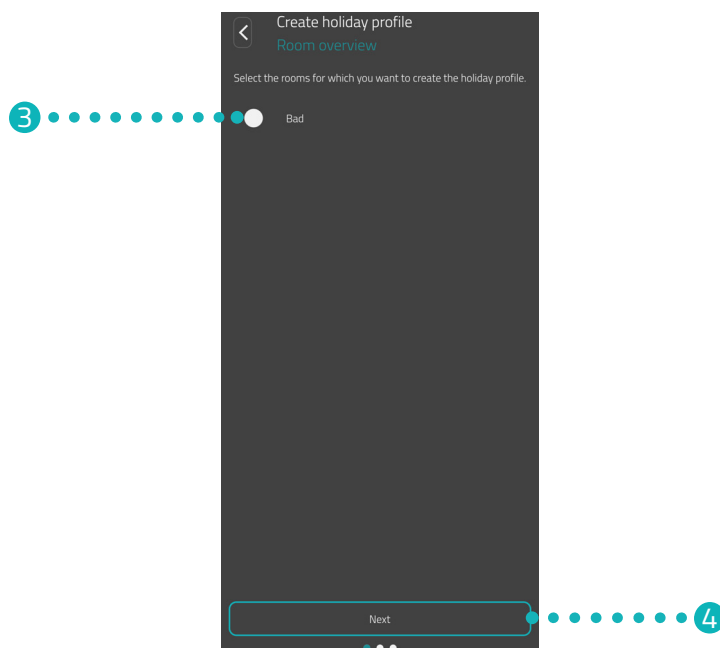 Create holiday profile
Room overview
Select the rooms for which you want to create the holiday profile.
3
Bad
Next
4